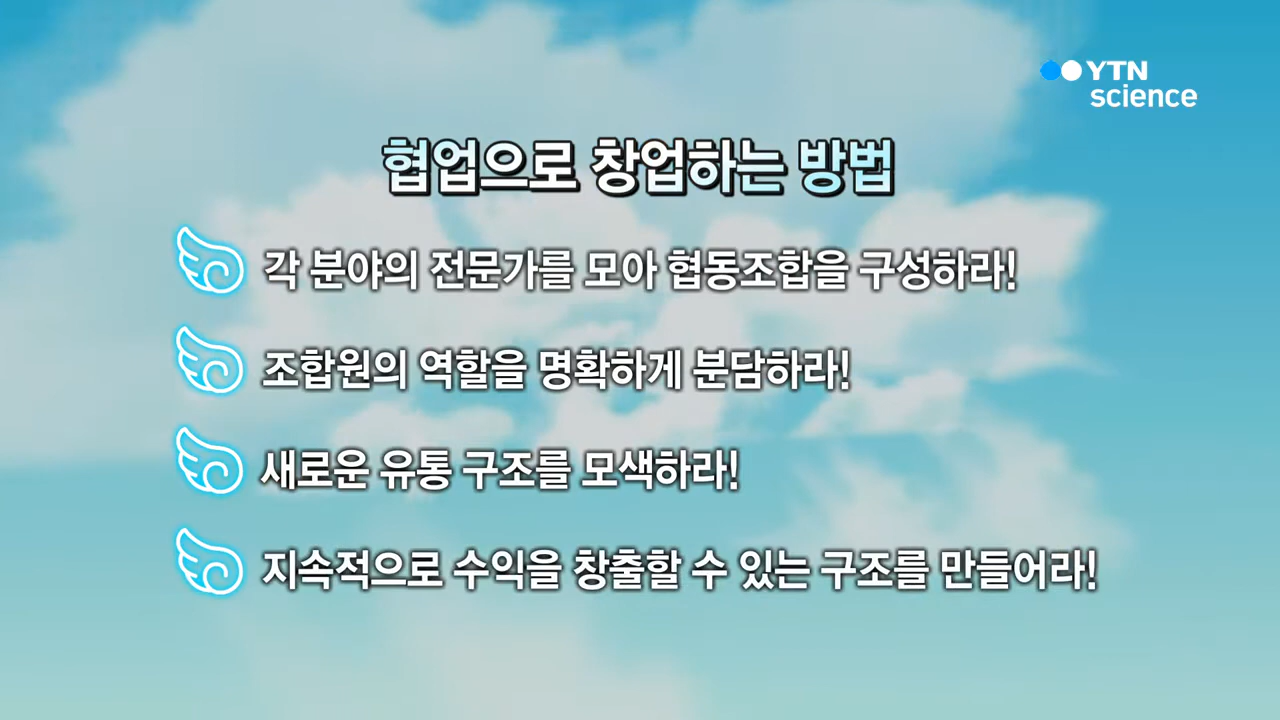 YTN
science
협업으로 창업하는 방법
각 분야의 전문가를 모아 협동조합을 구성하라!
조합원의 역할을 명확하게 분담하라!
새로운 유통 구조를 모색하라!
지속적으로 수익을 창출할 수 있는 구조를 만들어라!